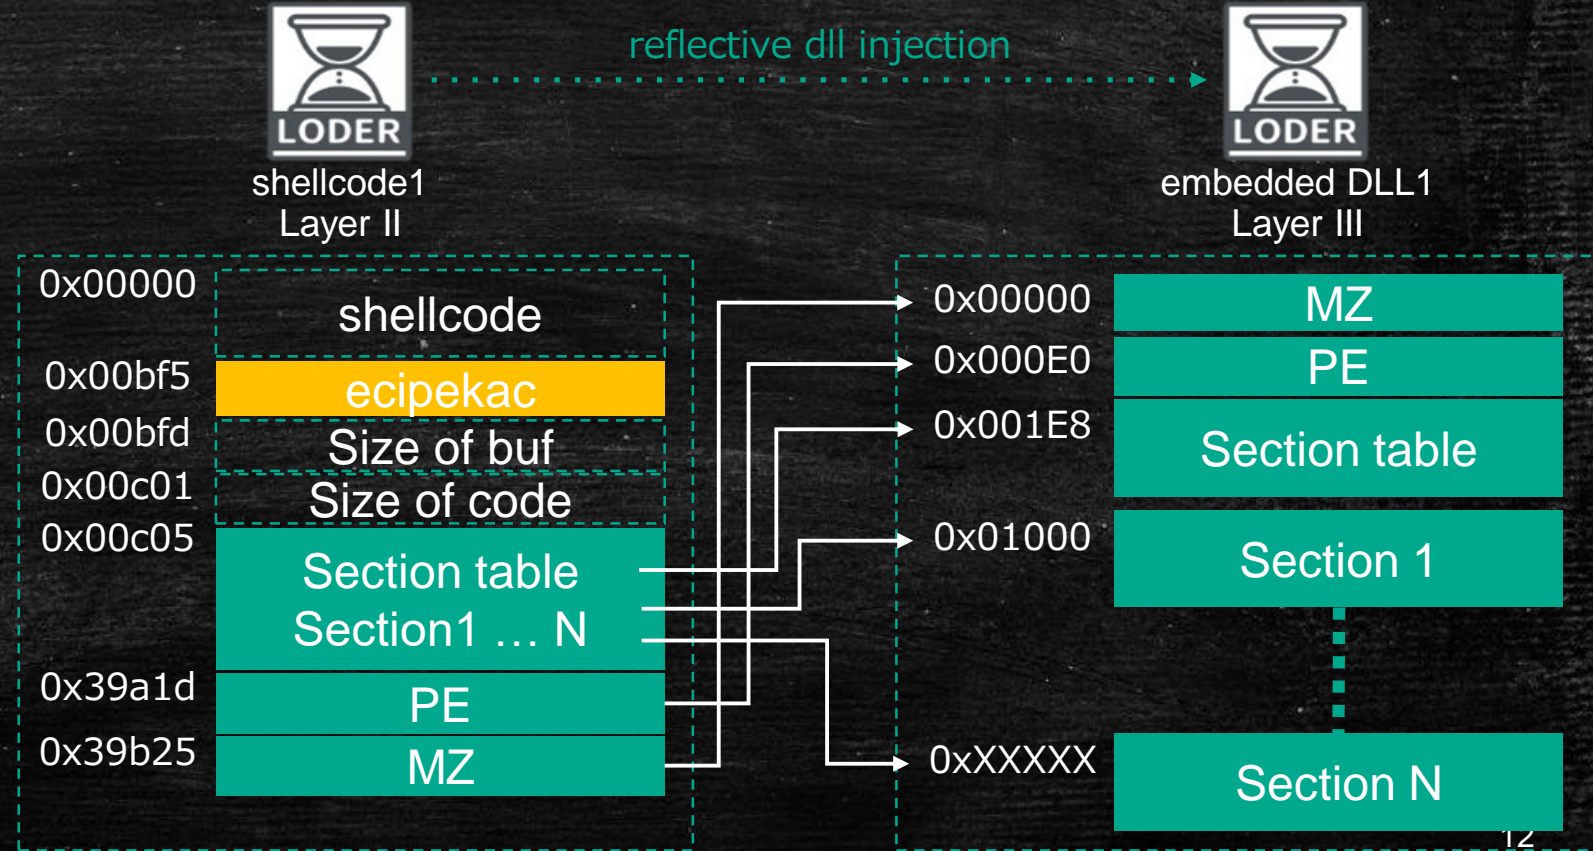 reflective dll injection
LODER
shellcode1
Layer II
LODER
embedded DLL1
Layer III
0x00000
shellcode
0x00bf5
ecipekac
0x00bfd
Size of buf
0x00c01
Size of code
0x00c05
Section table
Section1 … N
0x39a1d
PE
0x39b25
MZ
0x00000
MZ
0x000E0
PE
0x001E8
Section table
0x01000
Section 1
0xXXXXX
Section N
12